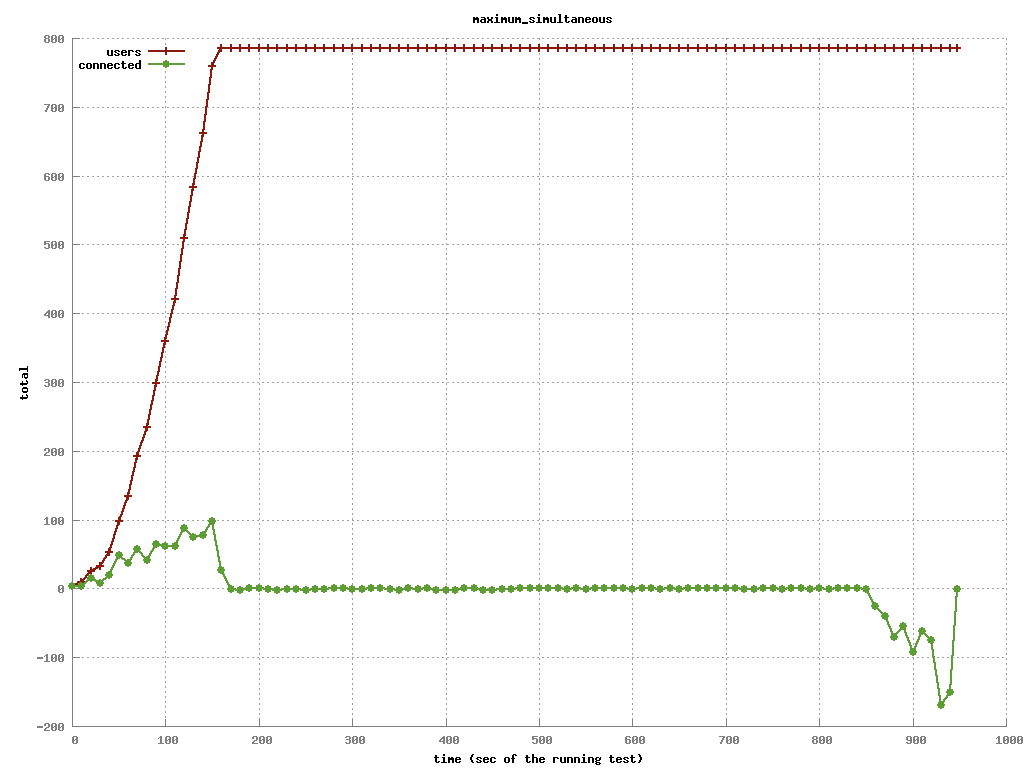 maximum_simultaneous
800
700
600
500
400
300
200
100
0
-100
-200
users
connected
total
0 100 200 300 400 500 600 700 800 900 1000
time (sec of the running test)